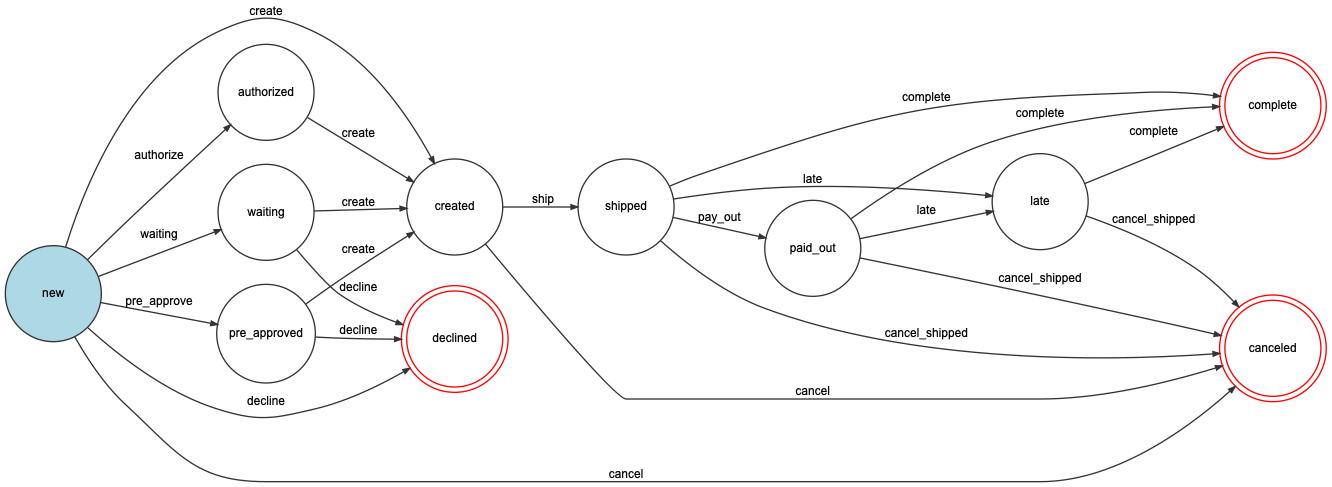 create
authorized
authorize
create
waiting
waiting
create
created
ship
shipped
new
pre_approve
pre_approved
create
decline
decline
declined
decline
cancel
complete
complete
complete
complete
late
late
late
pay_out
paid_out
cancel_shipped
cancel_shipped
cancel_shipped
canceled
cancel